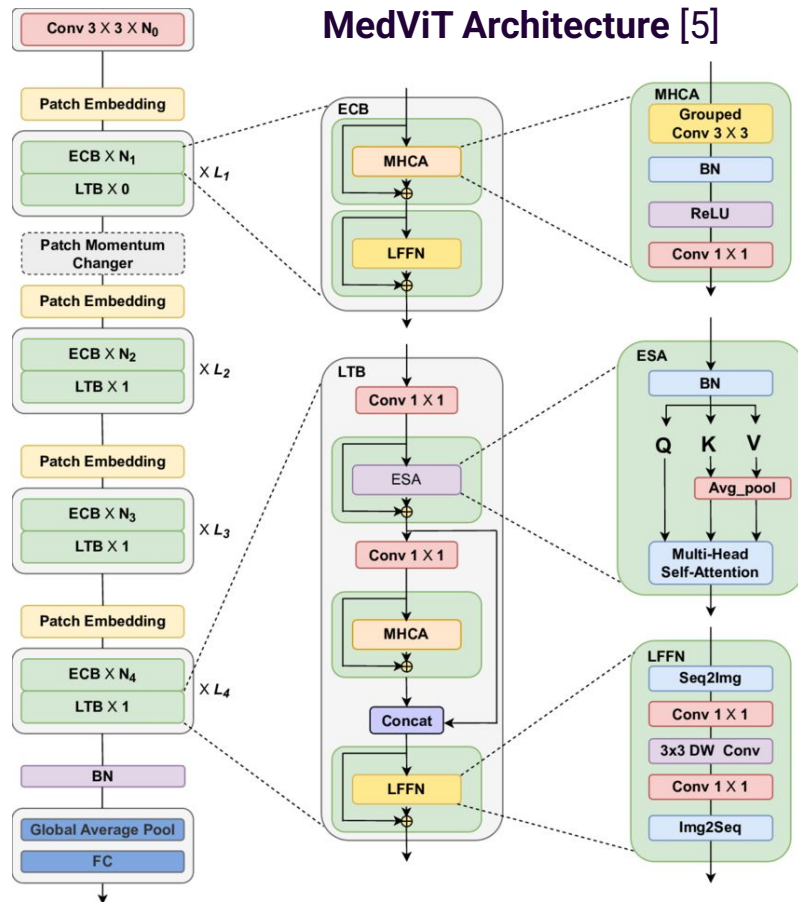 MedViT Architecture [5]
Conv 3 X 3 X N₀
Patch Embedding
ECB X N₁
LTB X 0
X L₁
Patch Momentum
Changer
Patch Embedding
ECB X N₂
LTB X 1
X L₂
Patch Embedding
ECB X N₃
LTB X 1
X L₃
Patch Embedding
ECB X N₄
LTB X 1
X L₄
BN
Global Average Pool
FC
ECB
MHCA
LFFN
LTB
Conv 1 X 1
ESA
Conv 1 X 1
MHCA
Concat
LFFN
MHCA
Grouped
Conv 3 X 3
BN
ReLU
Conv 1 X 1
ESA
BN
Q K V
Avg_pool
Multi-Head
Self-Attention
LFFN
Seq2Img
Conv 1 X 1
3x3 DW Conv
Conv 1 X 1
Img2Seq